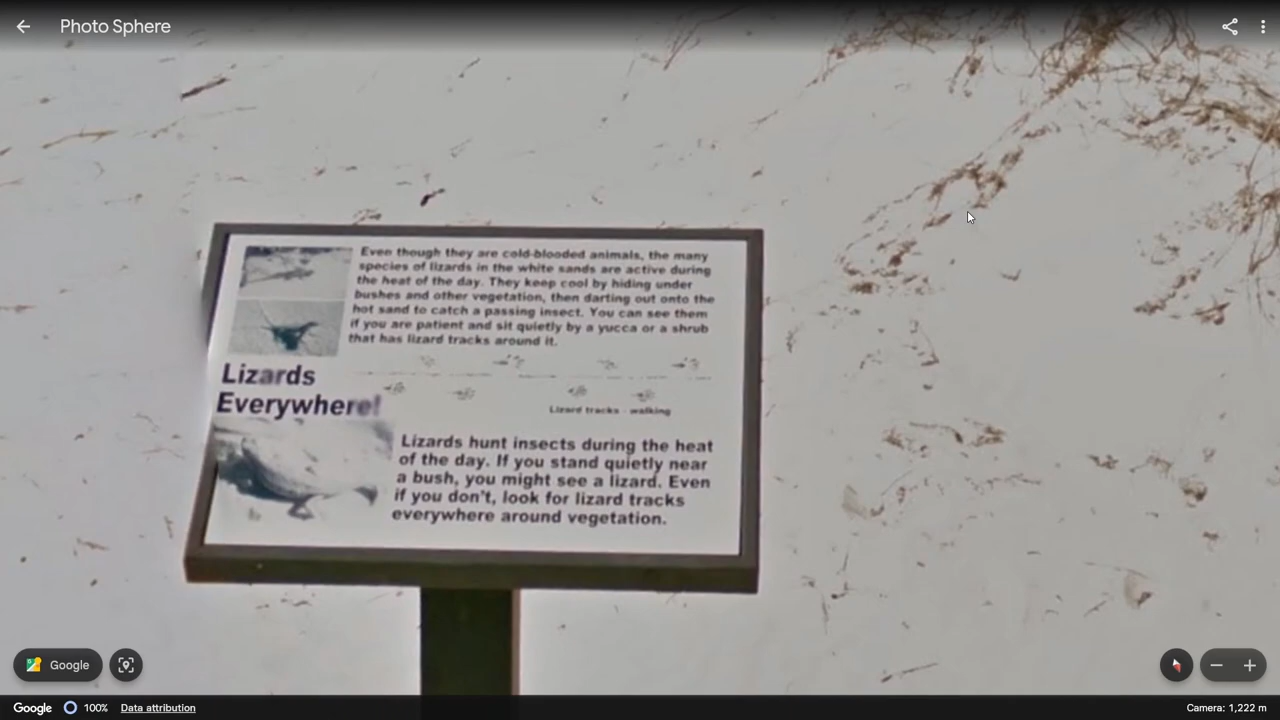 Photo Sphere
Even though they are cold-blooded animals, the many
species of lizards in the white sands are active during
the heat of the day. They keep cool by hiding under
bushes and other vegetation, then darting out onto the
hot sand to catch a passing insect. You can see them
if you are patient and sit quietly by a yucca or a shrub
that has lizard tracks around it.
Lizards
Everywhere!
Lizard tracks - walking
Lizards hunt insects during the heat
of the day. If you stand quietly near
a bush, you might see a lizard. Even
if you don't, look for lizard tracks
everywhere around vegetation.
Google
Google 100% Data attribution Camera: 1,222 m